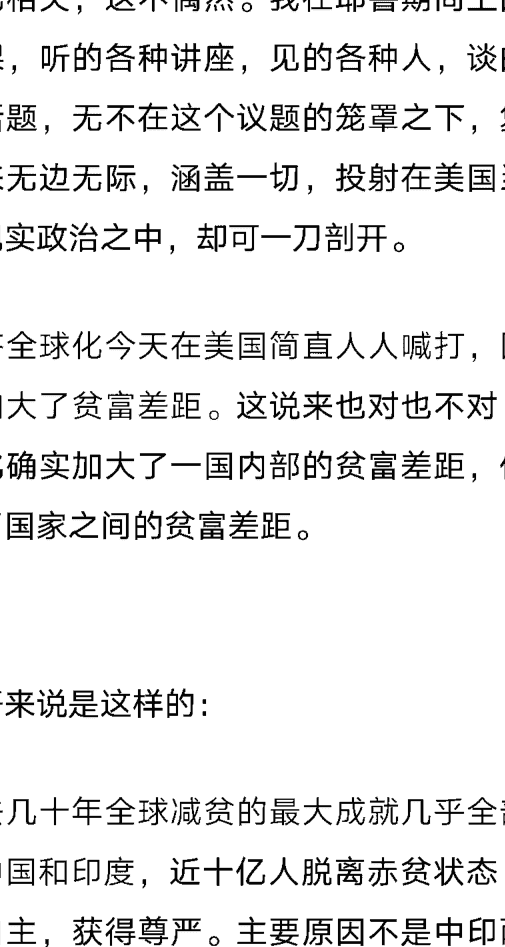 相关，这不偶然。我在耶鲁期间上的
，听的各种讲座，见的各种人，谈
题，无不在这个议题的笼罩之下，
无边无际，涵盖一切，投射在美国
实政治之中，却可一刀剖开。
全球化今天在美国简直人人喊打，
大了贫富差距。这说来也对也不对
确实加大了一国内部的贫富差距，
国家之间的贫富差距。
来说是这样的：
几十年全球减贫的最大成就几乎全
国和印度，近十亿人脱离赤贫状态
主，获得尊严。主要原因不是中印